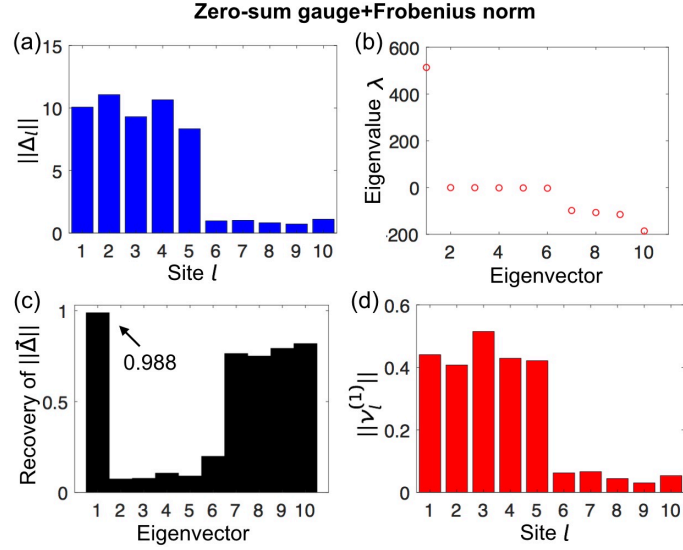 Zero-sum gauge+Frobenius norm
(a)
15
10
5
0
||Δl||
1 2 3 4 5 6 7 8 9 10
Site l
(b)
600
400
200
0
200
Eigenvalue λ
2 4 6 8 10
Eigenvector
(c)
1
0.5
0
Recovery of ||Δ⃗||
0.988
1 2 3 4 5 6 7 8 9 10
Eigenvector
(d)
0.6
0.4
0.2
0
||νl(1)||
1 2 3 4 5 6 7 8 9 10
Site l